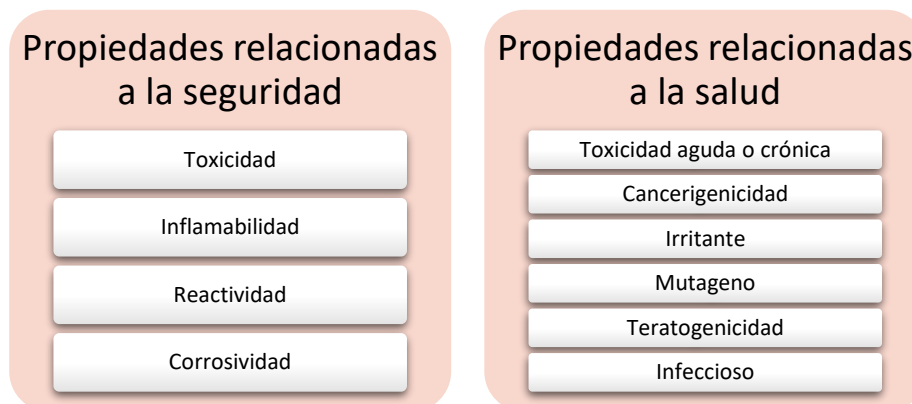 Propiedades relacionadas
a la seguridad
Toxicidad
Inflamabilidad
Reactividad
Corrosividad
Propiedades relacionadas
a la salud
Toxicidad aguda o crónica
Cancerigenicidad
Irritante
Mutageno
Teratogenicidad
Infeccioso